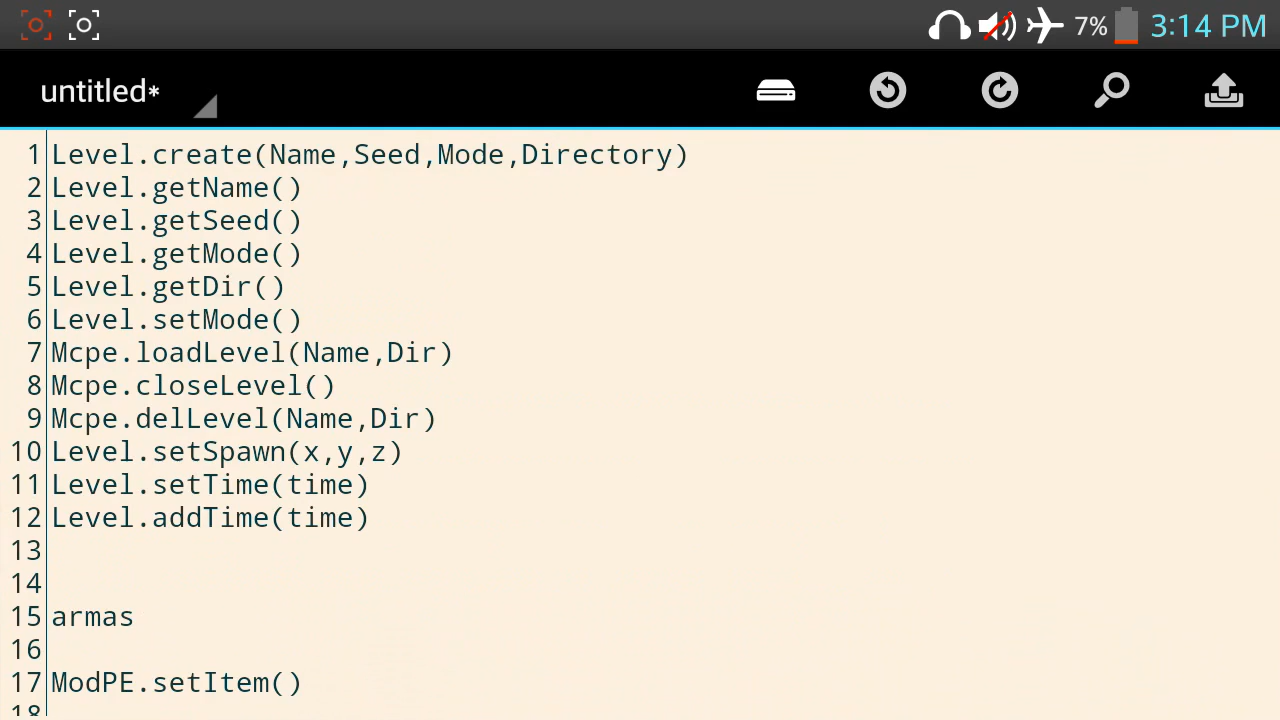 7% 3:14 PM
untitled*
1 Level.create(Name,Seed,Mode,Directory)
2 Level.getName()
3 Level.getSeed()
4 Level.getMode()
5 Level.getDir()
6 Level.setMode()
7 Mcpe.loadLevel(Name,Dir)
8 Mcpe.closeLevel()
9 Mcpe.delLevel(Name,Dir)
10 Level.setSpawn(x,y,z)
11 Level.setTime(time)
12 Level.addTime(time)
13
14
15 armas
16
17 ModPE.setItem()
18